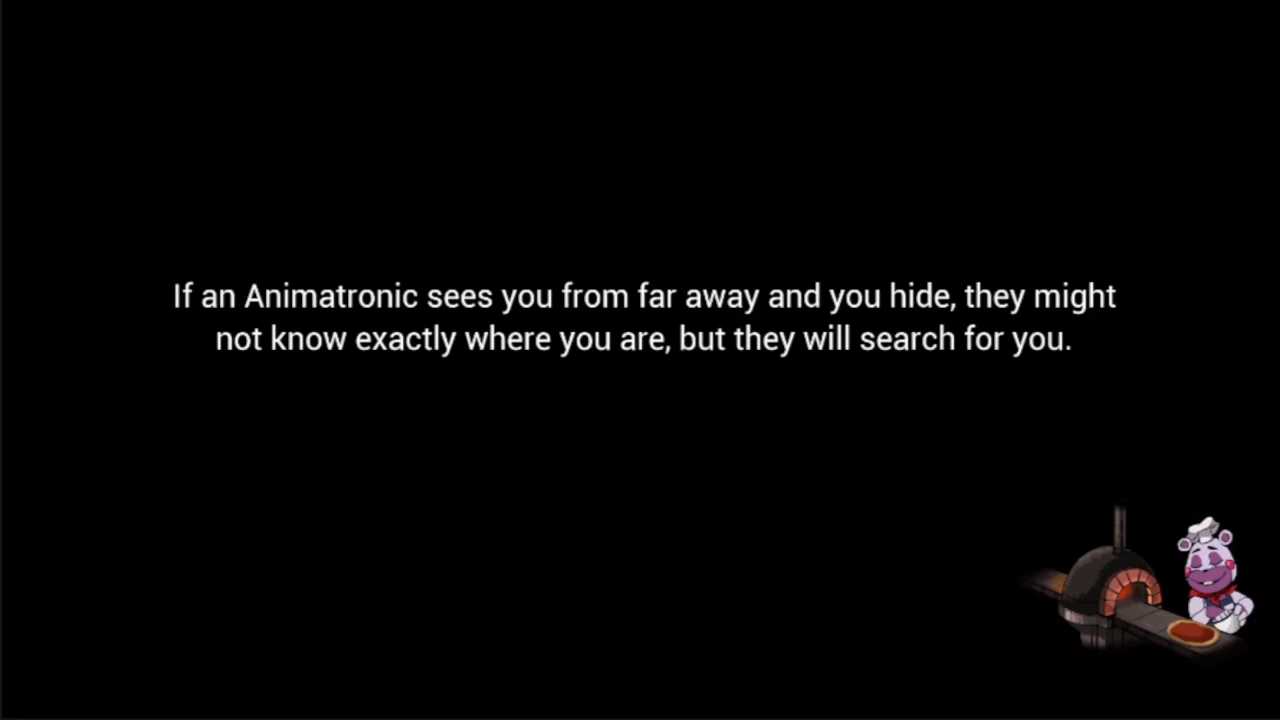 If an Animatronic sees you from far away and you hide, they might
not know exactly where you are, but they will search for you.